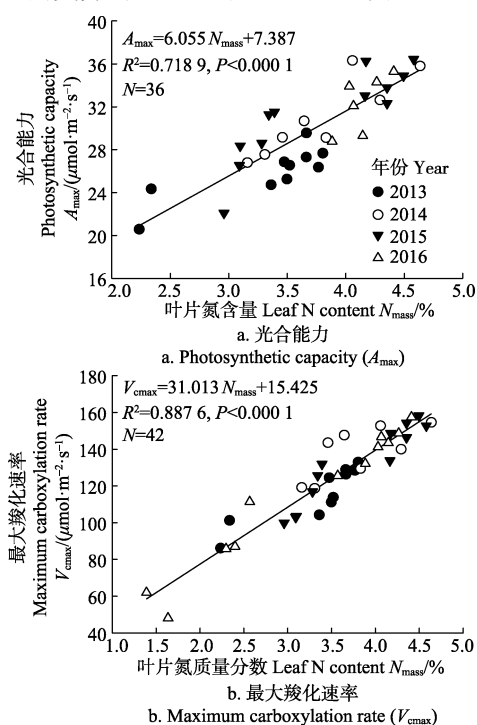 40
36
32
28
24
20
16
光合能力
Photosynthetic capacity
Amax/(μmol·m⁻²·s⁻¹)
Amax=6.055 Nmass+7.387
R²=0.718 9, P<0.000 1
N=36
年份 Year
2013
2014
2015
2016
2.0 2.5 3.0 3.5 4.0 4.5 5.0
叶片氮含量 Leaf N content Nmass/%
a. 光合能力
a. Photosynthetic capacity (Amax)
180
160
140
120
100
80
60
40
最大羧化速率
Maximum carboxylation rate
Vcmax/(μmol·m⁻²·s⁻¹)
Vcmax=31.013 Nmass+15.425
R²=0.887 6, P<0.000 1
N=42
1.0 1.5 2.0 2.5 3.0 3.5 4.0 4.5 5.0
叶片氮质量分数 Leaf N content Nmass/%
b. 最大羧化速率
b. Maximum carboxylation rate (Vcmax)